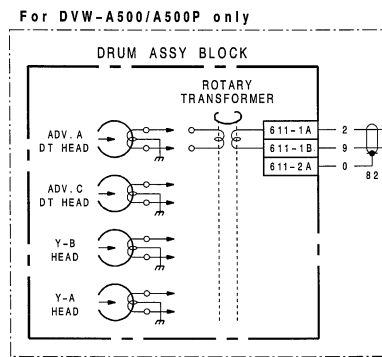 For DVW-A500/A500P only
DRUM ASSY BLOCK
ROTARY
TRANSFORMER
ADV.A
DT HEAD
611-1A 2
611-1B 9
611-2A 0
82
ADV.C
DT HEAD
Y-B
HEAD
Y-A
HEAD